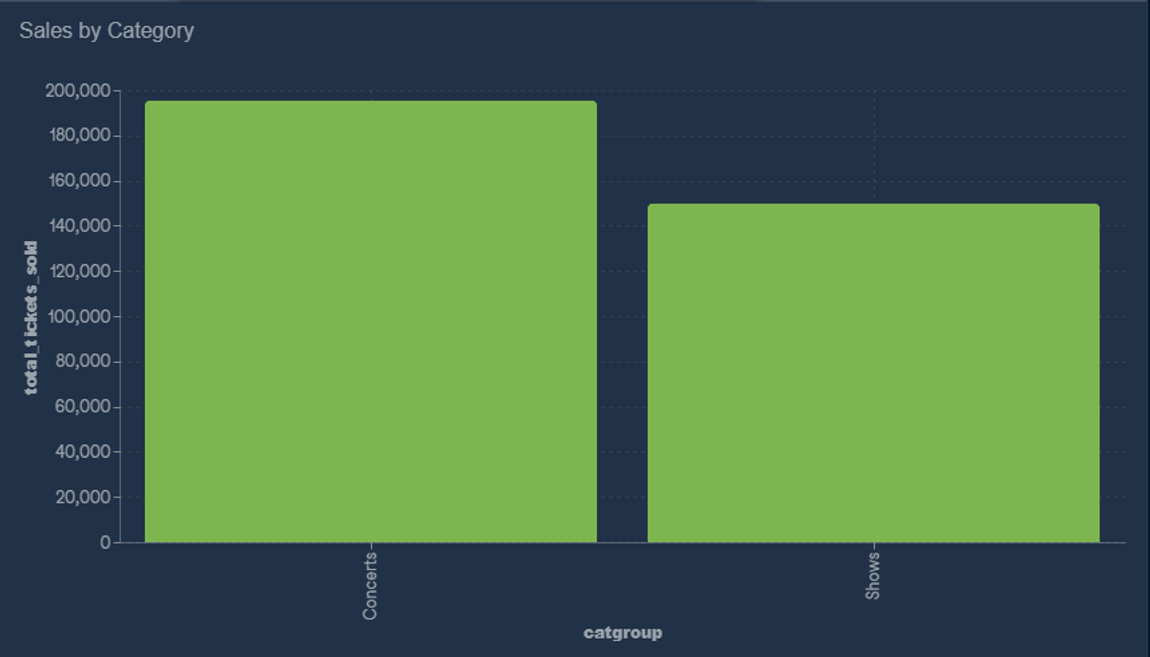 Sales by Category
200,000
180,000
160,000
140,000
120,000
100,000
80,000
60,000
40,000
20,000
0
total_tickets_sold
Concerts
Shows
catgroup